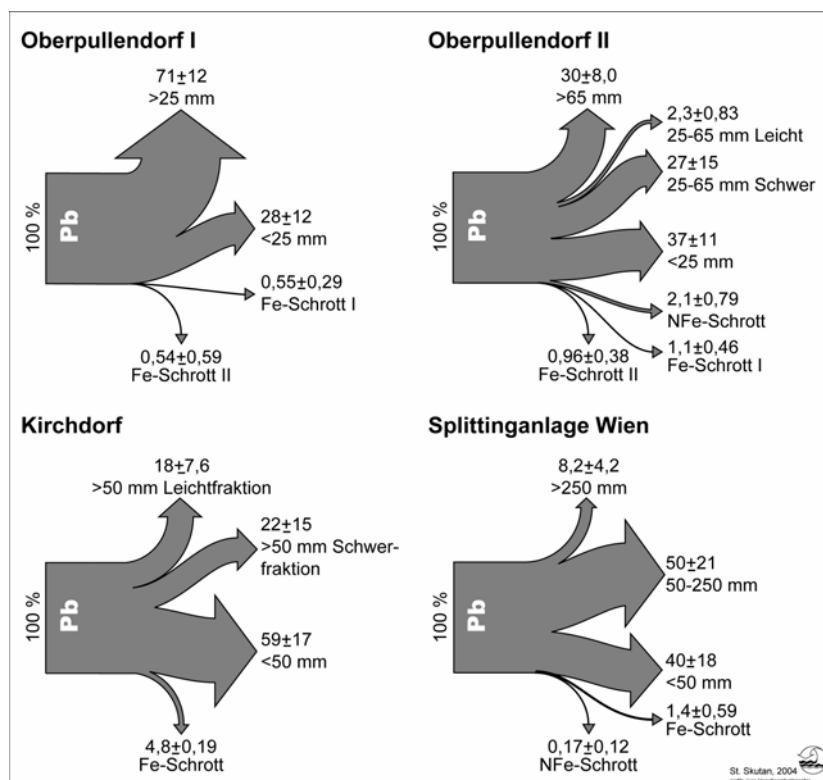 Oberpullendorf I
71±12
>25 mm
100 %
Pb
28±12
<25 mm
0,55±0,29
Fe-Schrott I
0,54±0,59
Fe-Schrott II
Oberpullendorf II
30±8,0
>65 mm
2,3±0,83
25-65 mm Leicht
27±15
25-65 mm Schwer
100 %
Pb
37±11
<25 mm
2,1±0,79
NFe-Schrott
1,1±0,46
Fe-Schrott I
0,96±0,38
Fe-Schrott II
Kirchdorf
18±7,6
>50 mm Leichtfraktion
22±15
>50 mm Schwer-
fraktion
100 %
Pb
59±17
<50 mm
4,8±0,19
Fe-Schrott
Splittinganlage Wien
8,2±4,2
>250 mm
50±21
50-250 mm
100 %
Pb
40±18
<50 mm
1,4±0,59
Fe-Schrott
0,17±0,12
NFe-Schrott
St. Skutan, 2004